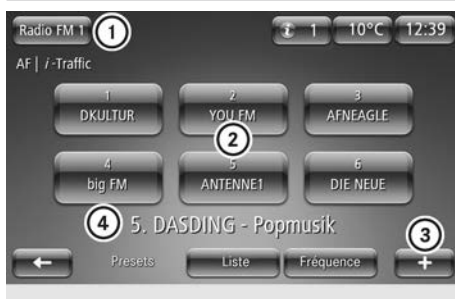 Radio FM 1 1 1 10°C 12:39
AF | i-Traffic
1 2 3
DKULTUR YOU FM AFNEAGLE
2
4 5 6
big FM ANTENNE1 DIE NEUE
4 5. DASDING - Popmusik 3
Presets Liste Fréquence +